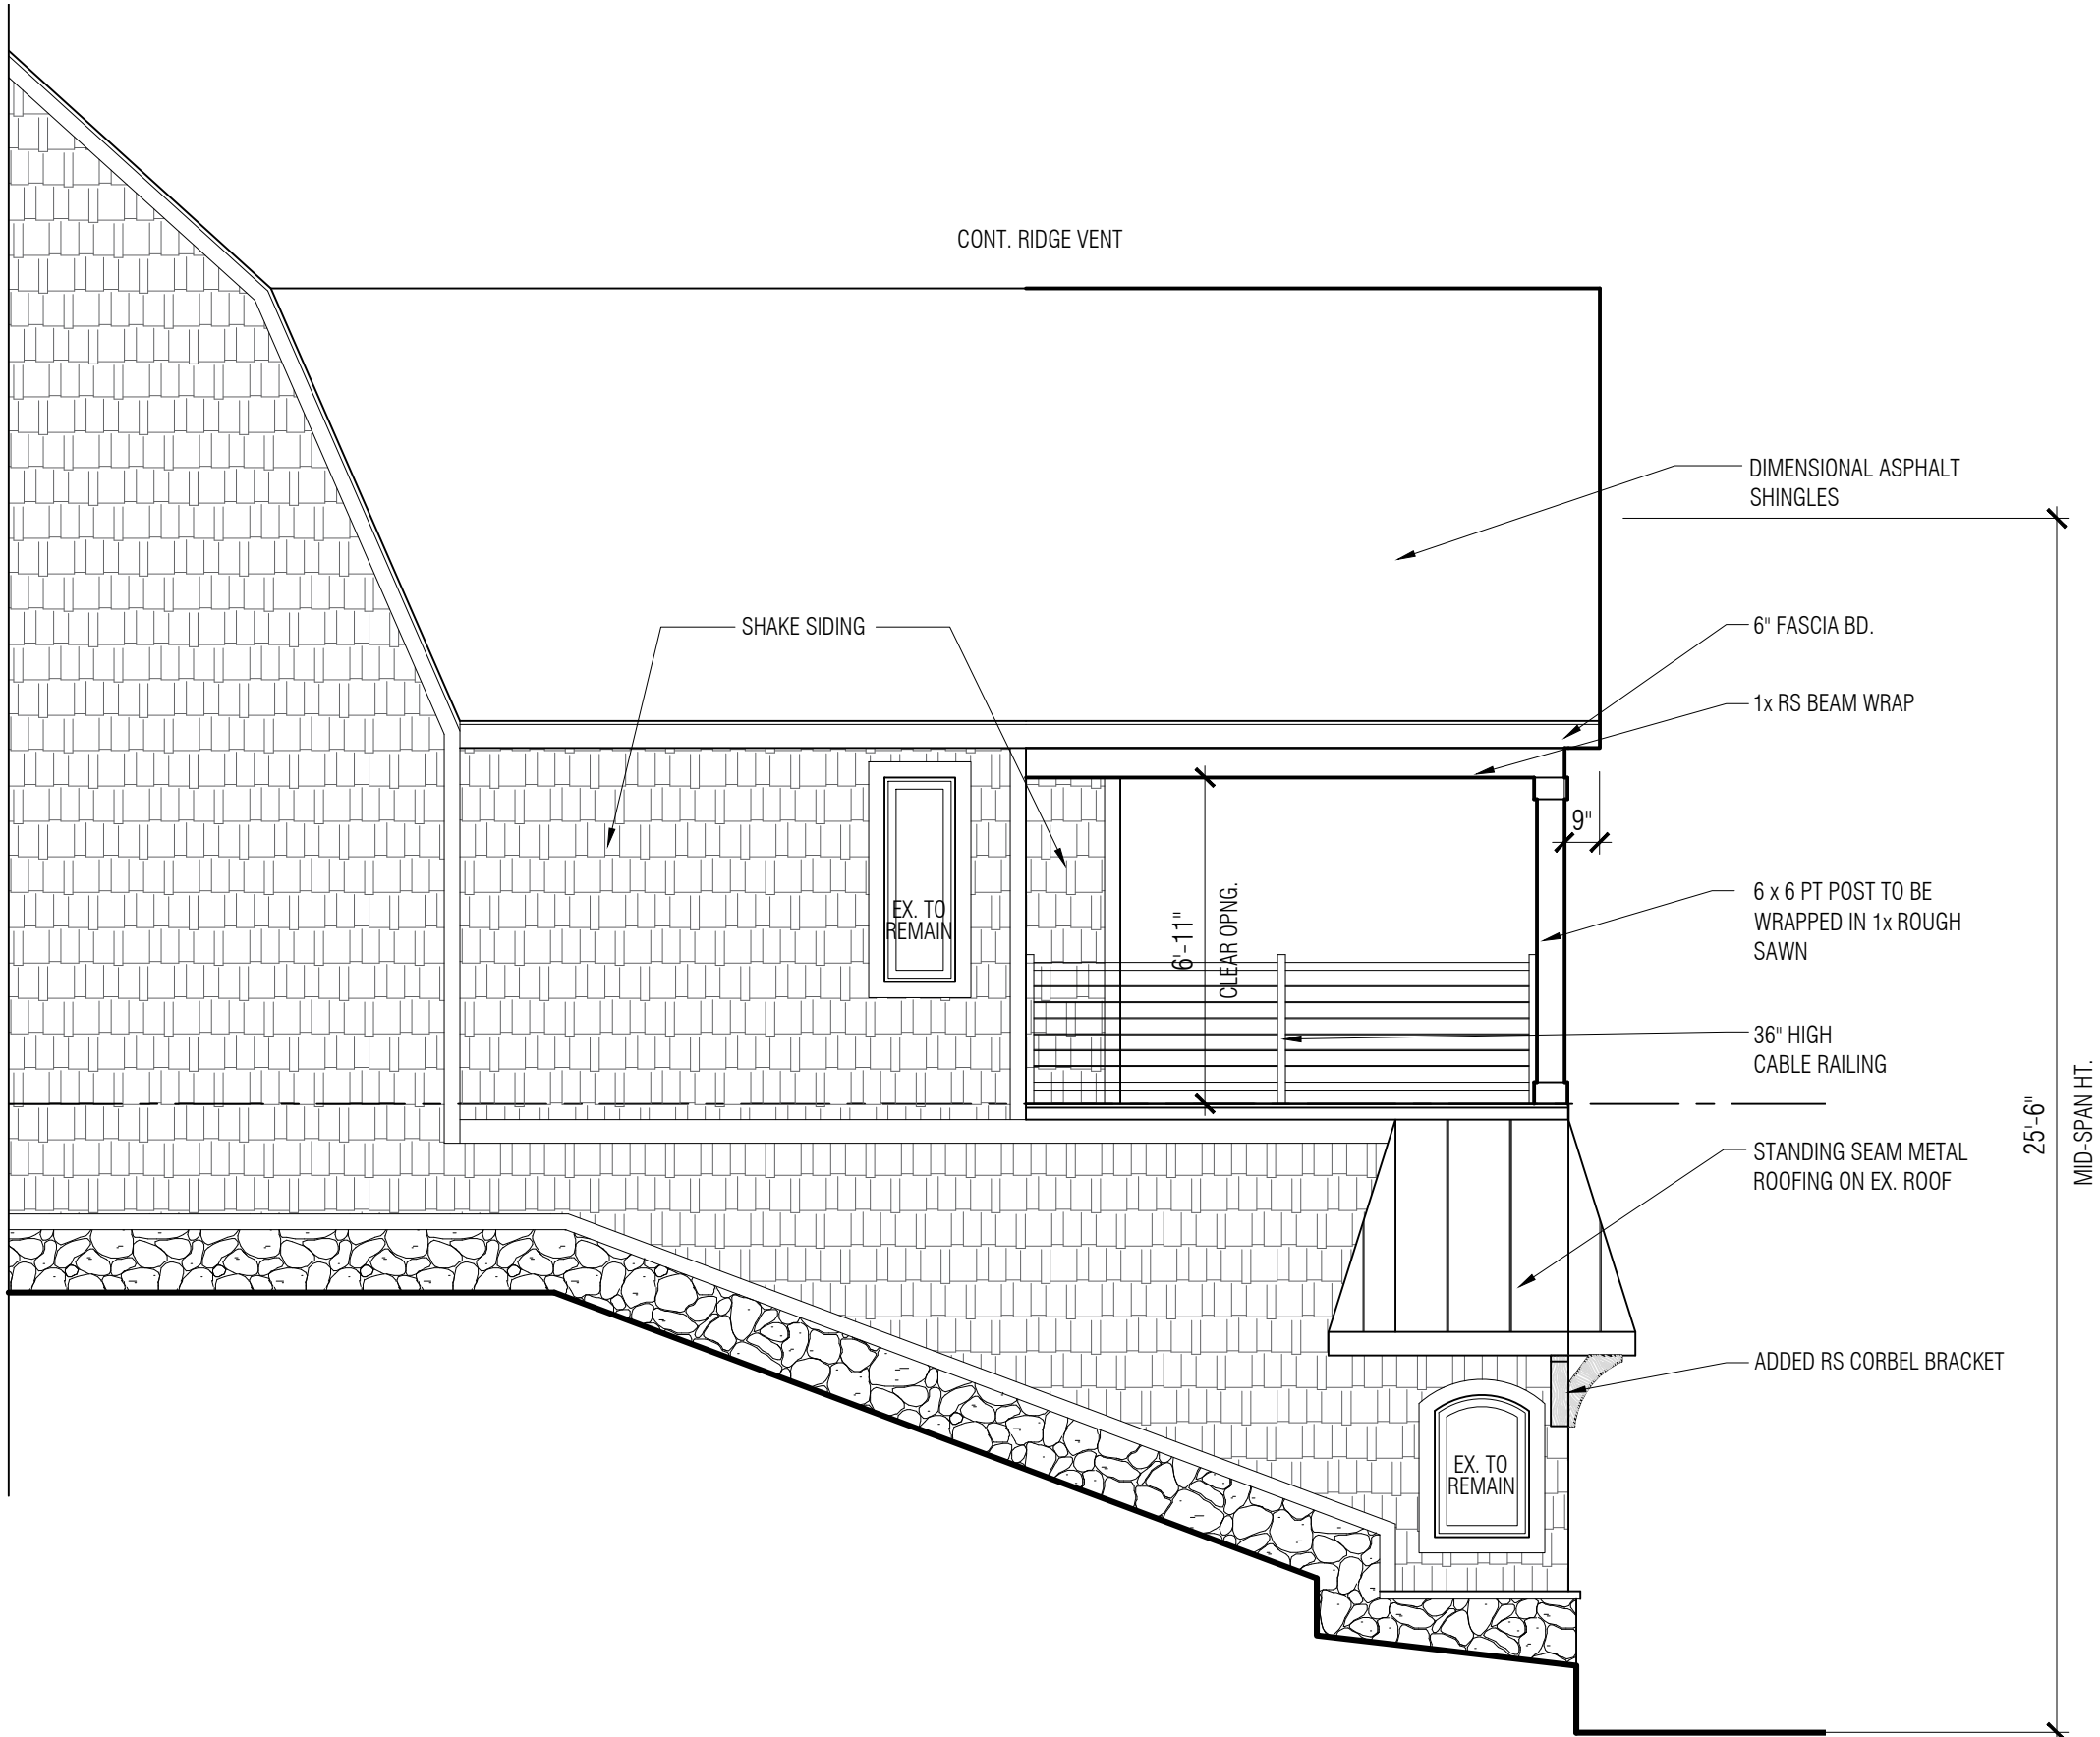 CONT. RIDGE VENT
DIMENSIONAL ASPHALT
SHINGLES
SHAKE SIDING
6" FASCIA BD.
1x RS BEAM WRAP
9"
EX. TO
REMAIN
6'-11"
CLEAR OPNG.
6 x 6 PT POST TO BE
WRAPPED IN 1x ROUGH
SAWN
36" HIGH
CABLE RAILING
25'-6"
MID-SPAN HT.
STANDING SEAM METAL
ROOFING ON EX. ROOF
ADDED RS CORBEL BRACKET
EX. TO
REMAIN